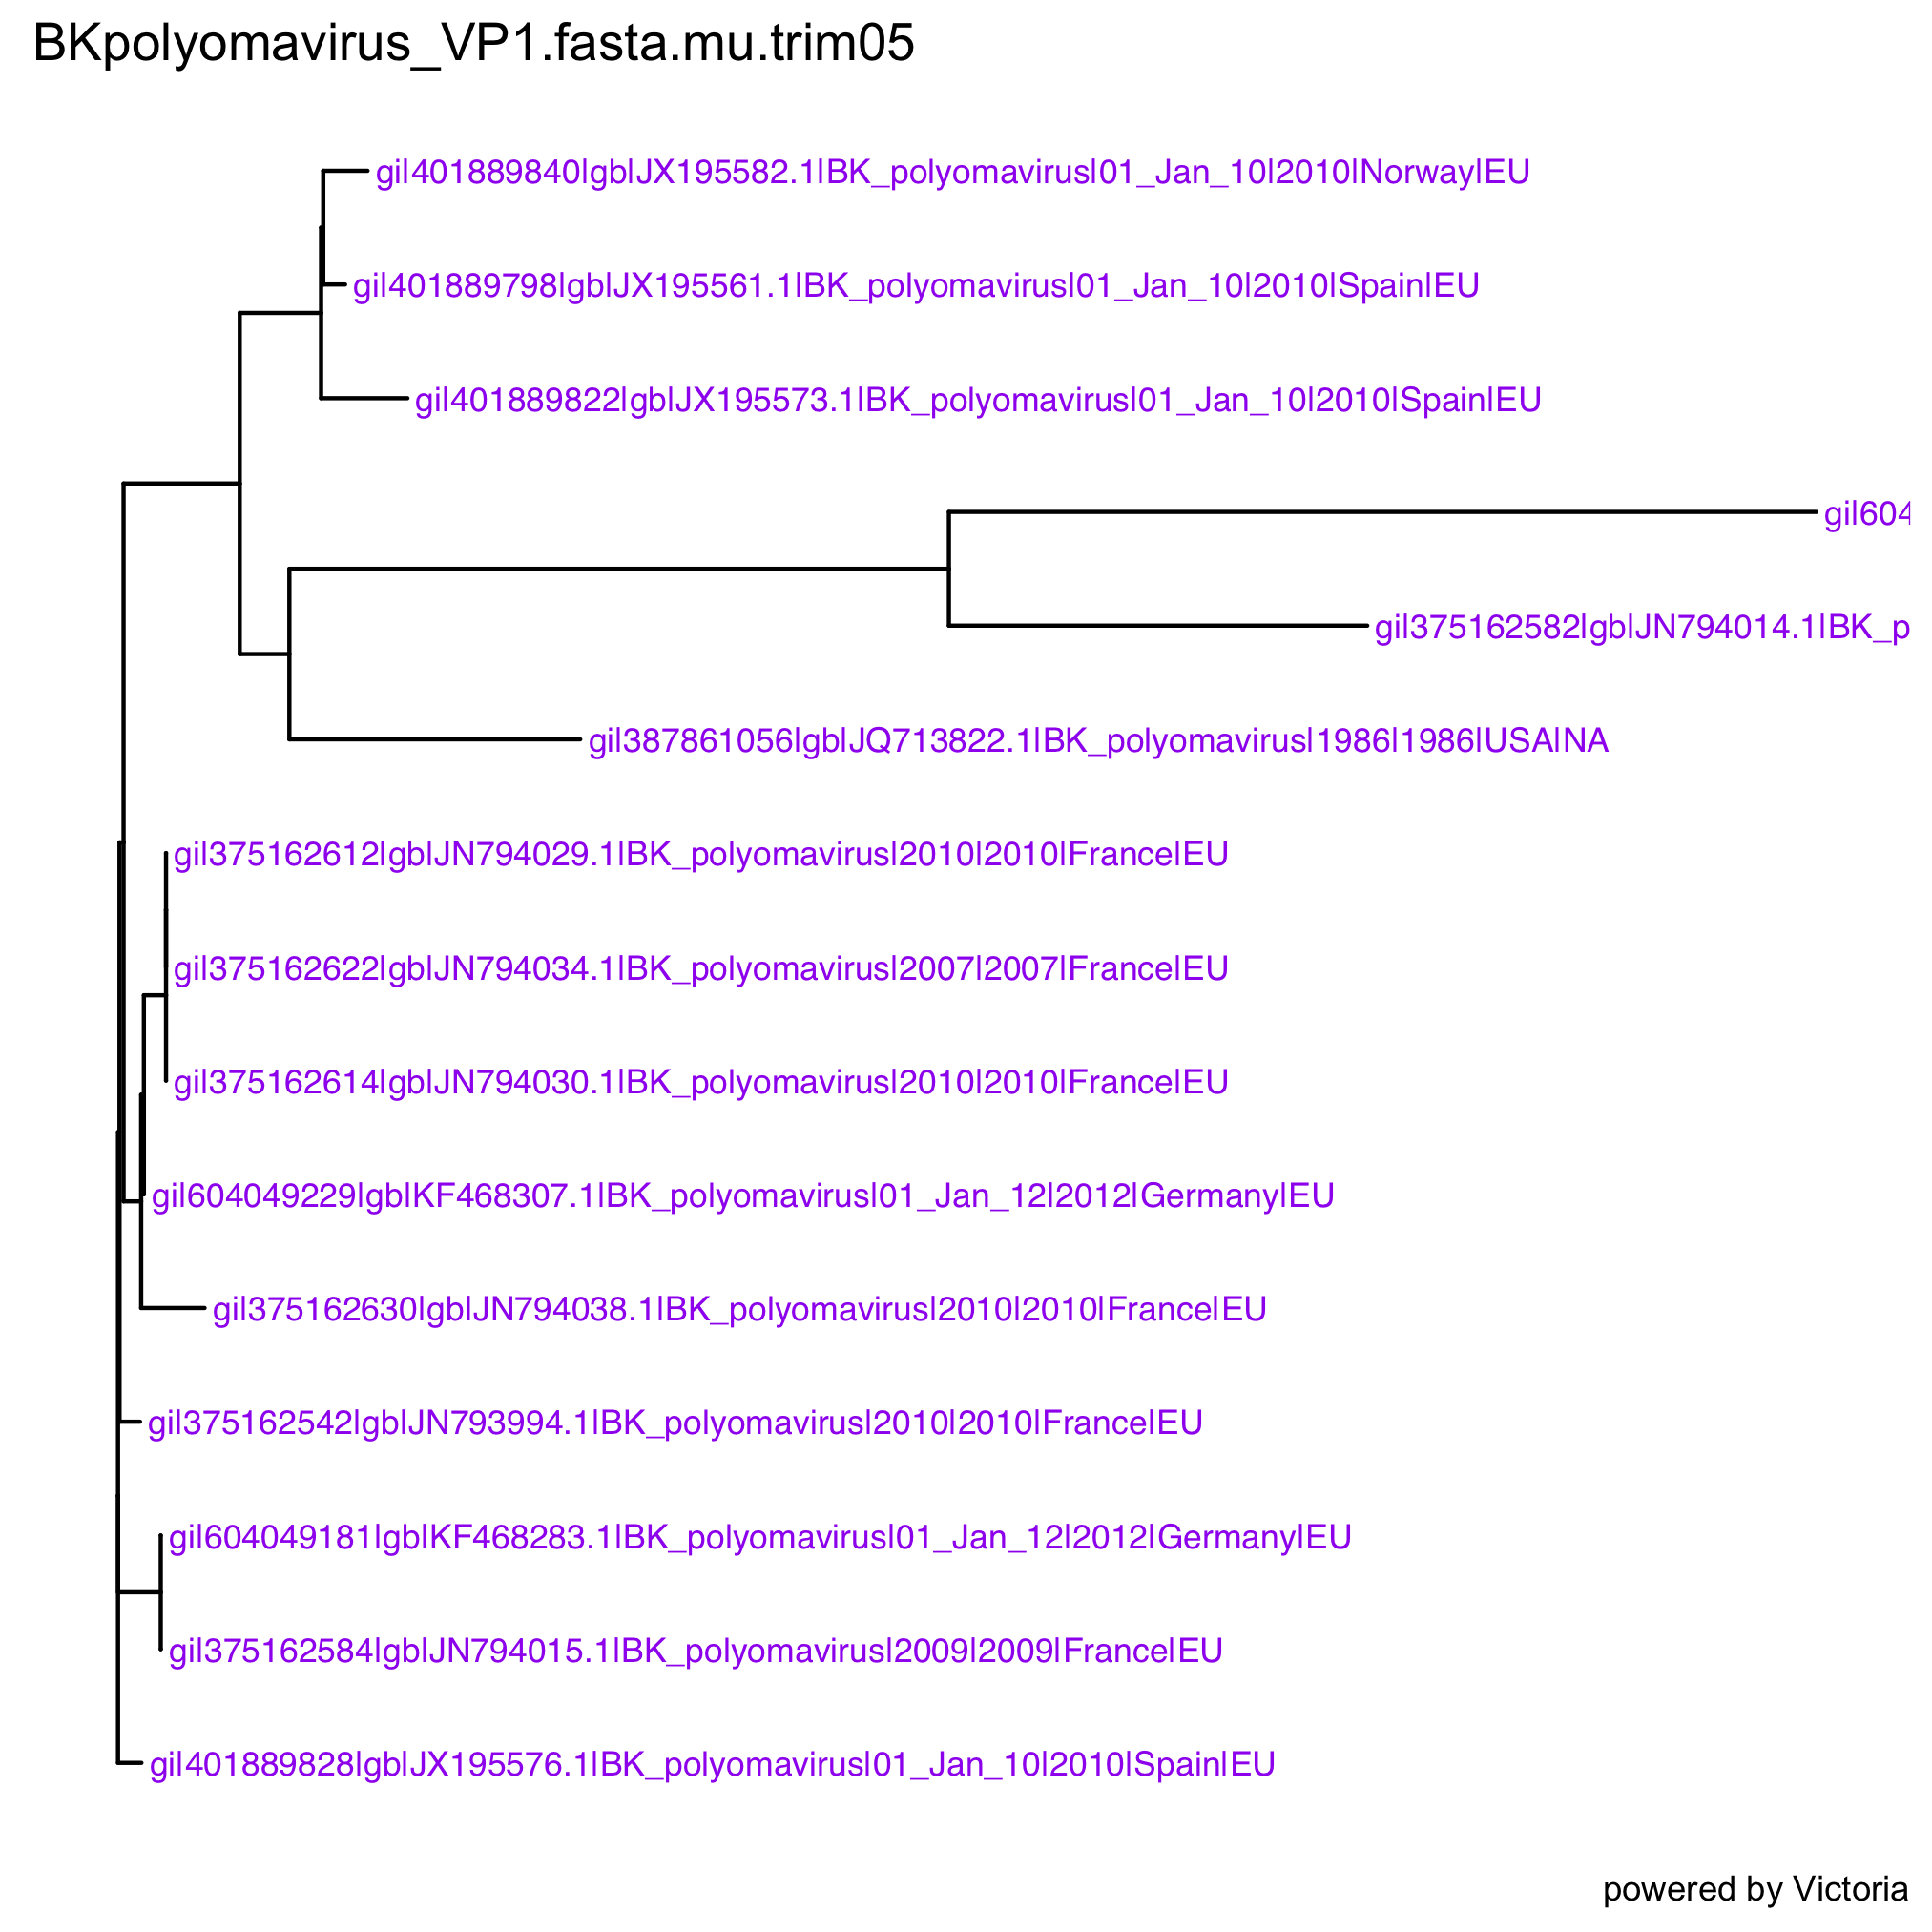 BKpolyomavirus_VP1.fasta.mu.trim05
gi|401889840|gb|JX195582.1|BK_polyomavirus|01_Jan_10|2010|Norway|EU
gi|401889798|gb|JX195561.1|BK_polyomavirus|01_Jan_10|2010|Spain|EU
gi|401889822|gb|JX195573.1|BK_polyomavirus|01_Jan_10|2010|Spain|EU
gi|604
gi|375162582|gb|JN794014.1|BK_p
gi|387861056|gb|JQ713822.1|BK_polyomavirus|1986|1986|USA|NA
gi|375162612|gb|JN794029.1|BK_polyomavirus|2010|2010|France|EU
gi|375162622|gb|JN794034.1|BK_polyomavirus|2007|2007|France|EU
gi|375162614|gb|JN794030.1|BK_polyomavirus|2010|2010|France|EU
gi|604049229|gb|KF468307.1|BK_polyomavirus|01_Jan_12|2012|Germany|EU
gi|375162630|gb|JN794038.1|BK_polyomavirus|2010|2010|France|EU
gi|375162542|gb|JN793994.1|BK_polyomavirus|2010|2010|France|EU
gi|604049181|gb|KF468283.1|BK_polyomavirus|01_Jan_12|2012|Germany|EU
gi|375162584|gb|JN794015.1|BK_polyomavirus|2009|2009|France|EU
gi|401889828|gb|JX195576.1|BK_polyomavirus|01_Jan_10|2010|Spain|EU
powered by Victoria